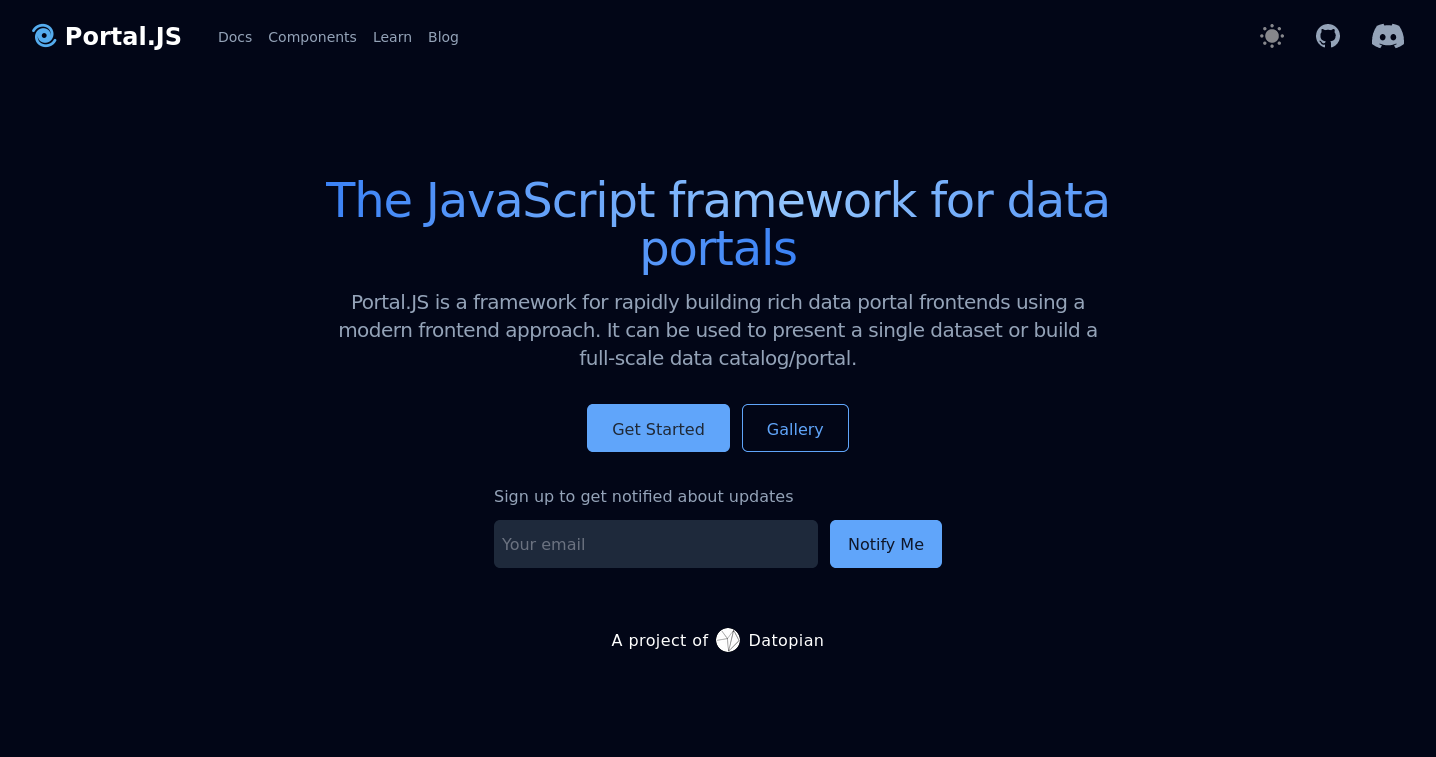 Portal.JS
Docs
Components
Learn
Blog
The JavaScript framework for data
portals
Portal.JS is a framework for rapidly building rich data portal frontends using a
modern frontend approach. It can be used to present a single dataset or build a
full-scale data catalog/portal.
Get Started
Gallery
Sign up to get notified about updates
Your email
Notify Me
A project of Datopian